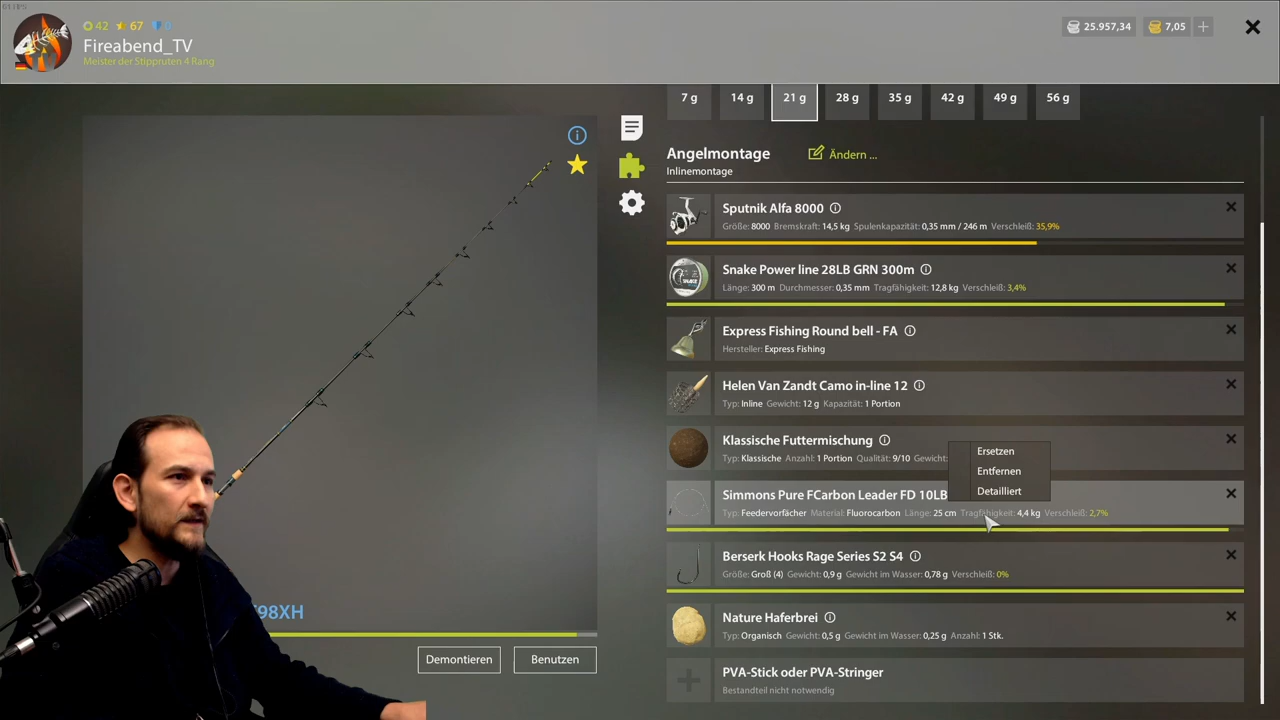 42 67 0
Fireabend_TV
Meister der Stippruten 4 Rang
25.957,34
7,05
7 g
14 g
21 g
28 g
35 g
42 g
49 g
56 g
Angelmontage
Ändern ...
Inlinemontage
Sputnik Alfa 8000
Größe: 8000 Bremskraft: 14,5 kg Spulenkapazität: 0,35 mm / 246 m Verschleiß: 35,9%
Snake Power line 28LB GRN 300m
Länge: 300 m Durchmesser: 0,35 mm Tragfähigkeit: 12,8 kg Verschleiß: 3,4%
Express Fishing Round bell - FA
Hersteller: Express Fishing
Helen Van Zandt Camo in-line 12
Typ: Inline Gewicht: 12 g Kapazität: 1 Portion
Klassische Futtermischung
Typ: Klassische Anzahl: 1 Portion Qualität: 9/10 Gewicht:
Ersetzen
Entfernen
Detailliert
Simmons Pure FCarbon Leader FD 10LB
Typ: Feedervorfächer Material: Fluorocarbon Länge: 25 cm Tragfähigkeit: 4,4 kg Verschleiß: 2,7%
Berserk Hooks Rage Series S2 S4
Größe: Groß (4) Gewicht: 0,9 g Gewicht im Wasser: 0,78 g Verschleiß: 0%
Nature Haferbrei
Typ: Organisch Gewicht: 0,5 g Gewicht im Wasser: 0,25 g Anzahl: 1 Stk.
PVA-Stick oder PVA-Stringer
Bestandteil nicht notwendig
98XH
Demontieren
Benutzen